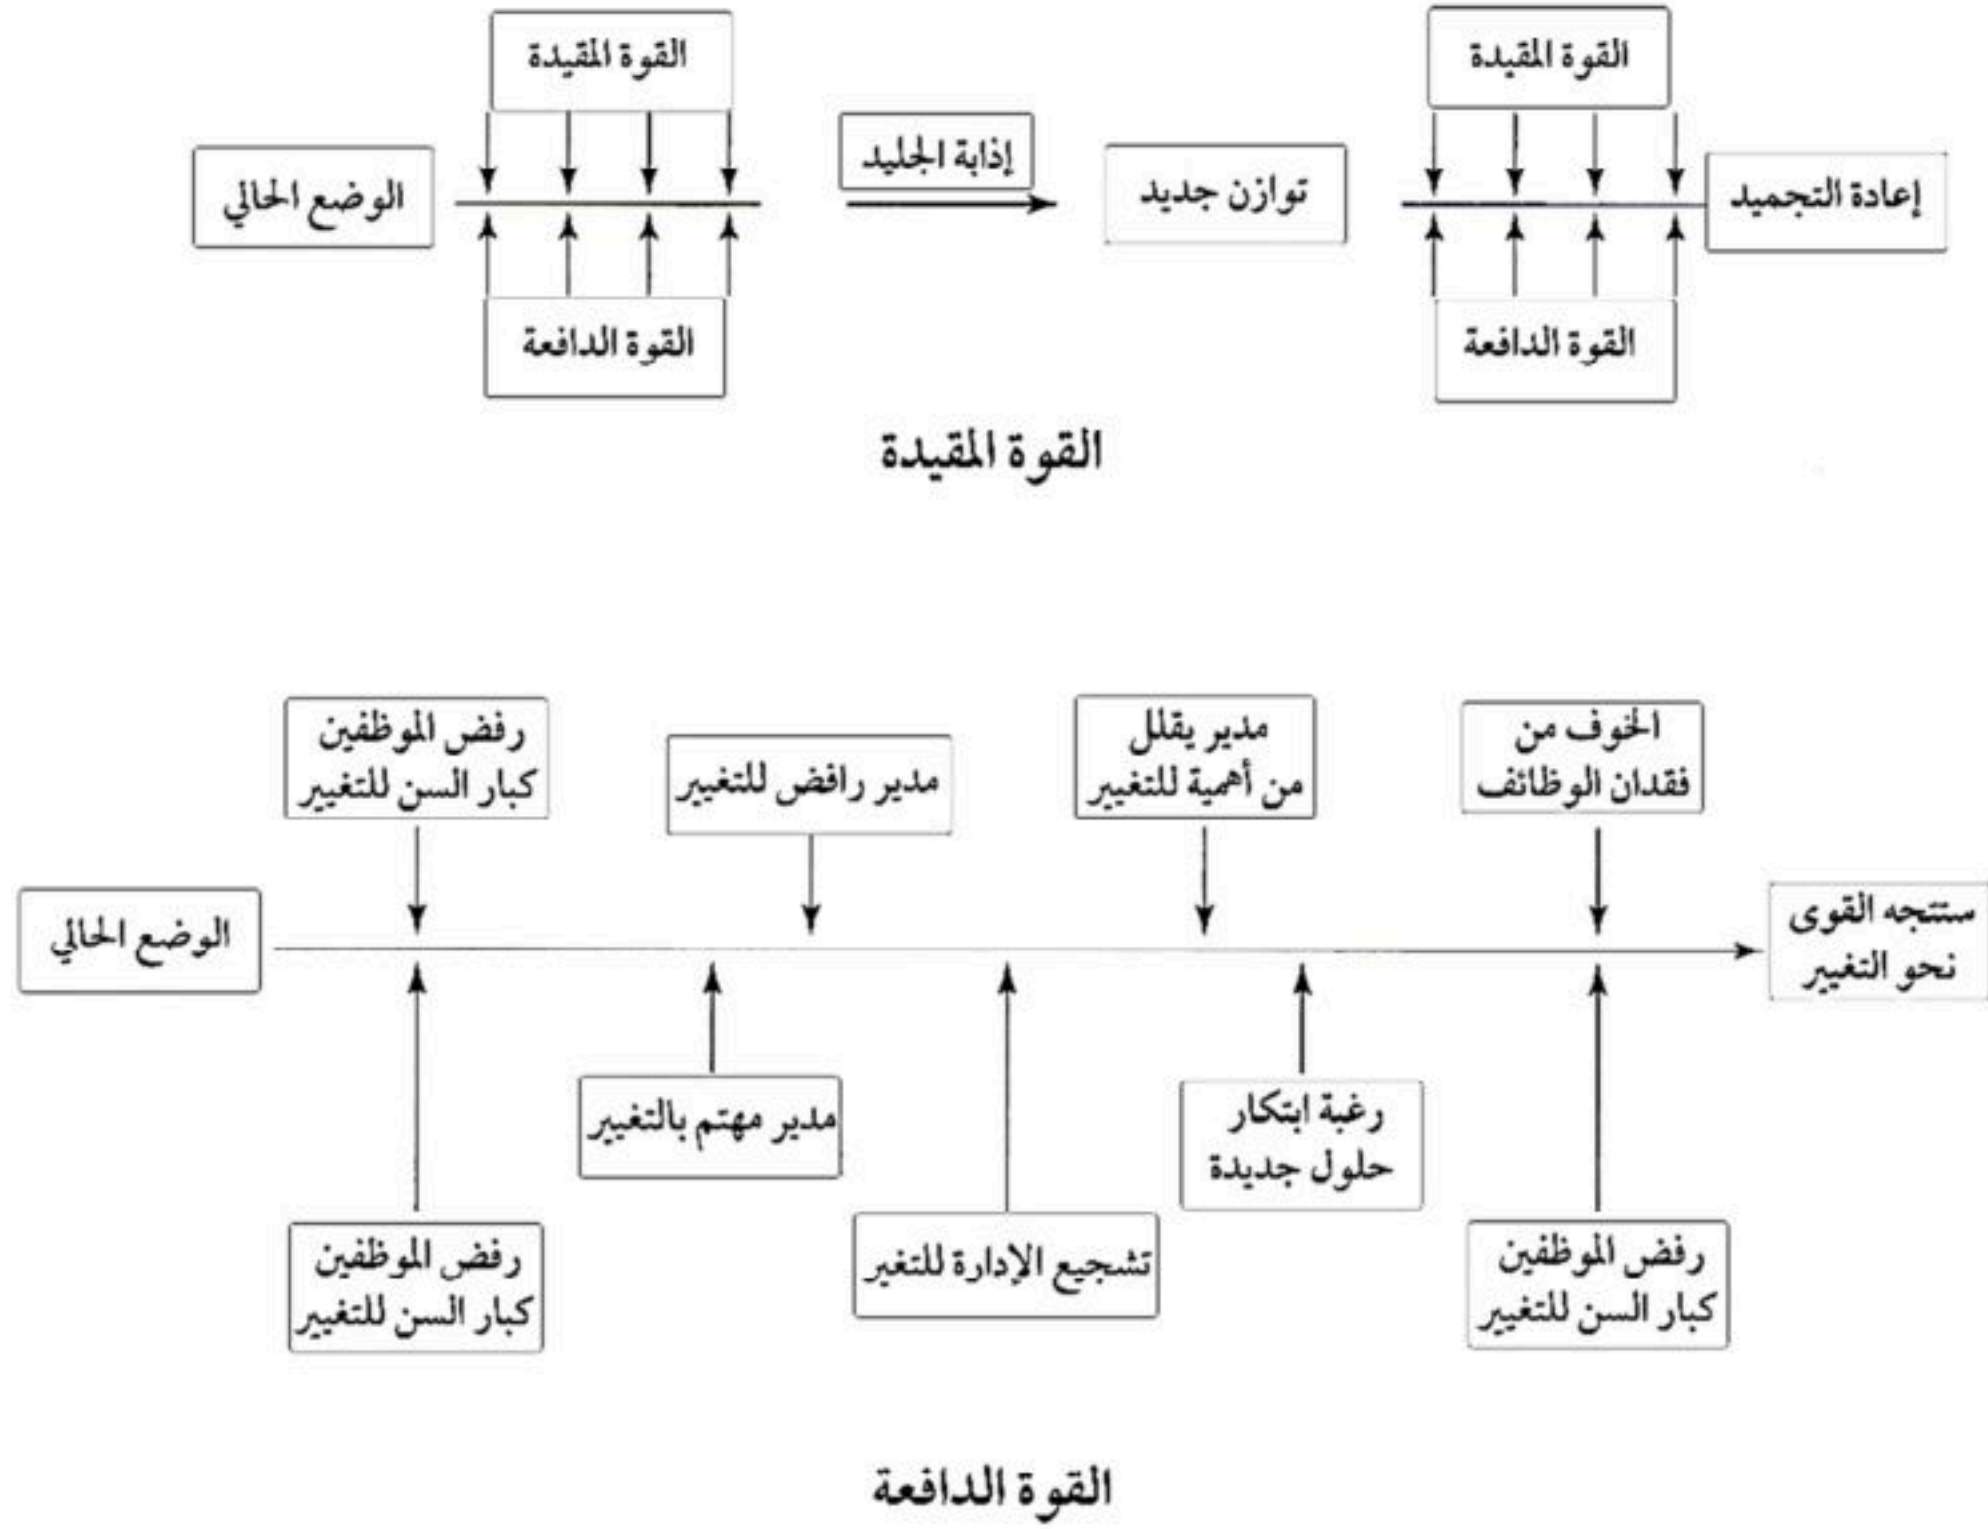 القوة المقيدة
القوة المقيدة
الوضع الحالي
إذابة الجليد
توازن جديد
إعادة التجميد
القوة الدافعة
القوة الدافعة
القوة المقيدة
رفض الموظفين
كبار السن للتغيير
مدير رافض للتغيير
مدير يقلل
من أهمية للتغيير
الخوف من
فقدان الوظائف
الوضع الحالي
ستتجه القوى
نحو التغيير
مدير مهتم بالتغيير
رغبة ابتكار
حلول جديدة
رفض الموظفين
كبار السن للتغيير
تشجيع الإدارة للتغير
رفض الموظفين
كبار السن للتغيير
القوة الدافعة